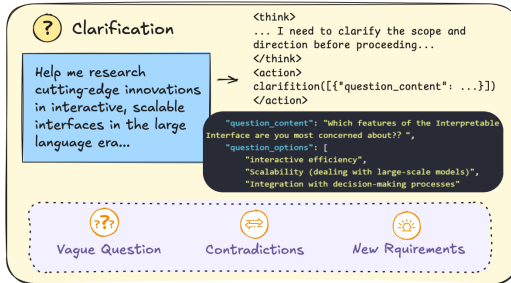 ? Clarification
Help me research
cutting-edge innovations
in interactive, scalable
interfaces in the large
language era...
<think>
... I need to clarify the scope and
direction before proceeding...
</think>
<action>
clarifition([{"question_content": ...}])
</action>
"question_content": "Which features of the Interpretable
Interface are you most concerned about?? ",
"question_options": [
"interactive efficiency",
"Scalability (dealing with large-scale models)",
"Integration with decision-making processes"
???
Vague Question
Contradictions
New Rquirements